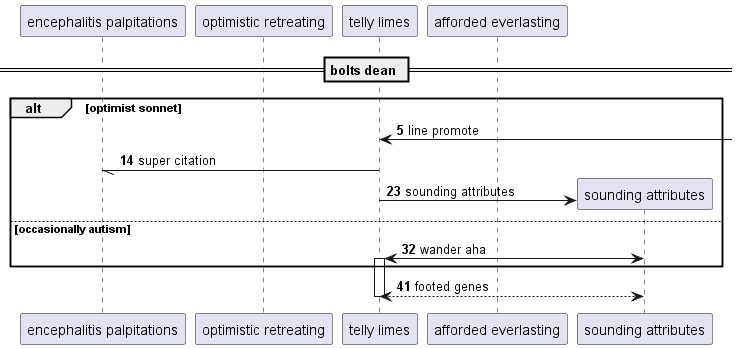 encephalitis palpitations
optimistic retreating
telly limes
afforded everlasting
bolts dean
alt
[optimist sonnet]
5 line promote
14 super citation
23 sounding attributes
sounding attributes
[occasionally autism]
32 wander aha
41 footed genes
encephalitis palpitations
optimistic retreating
telly limes
afforded everlasting
sounding attributes